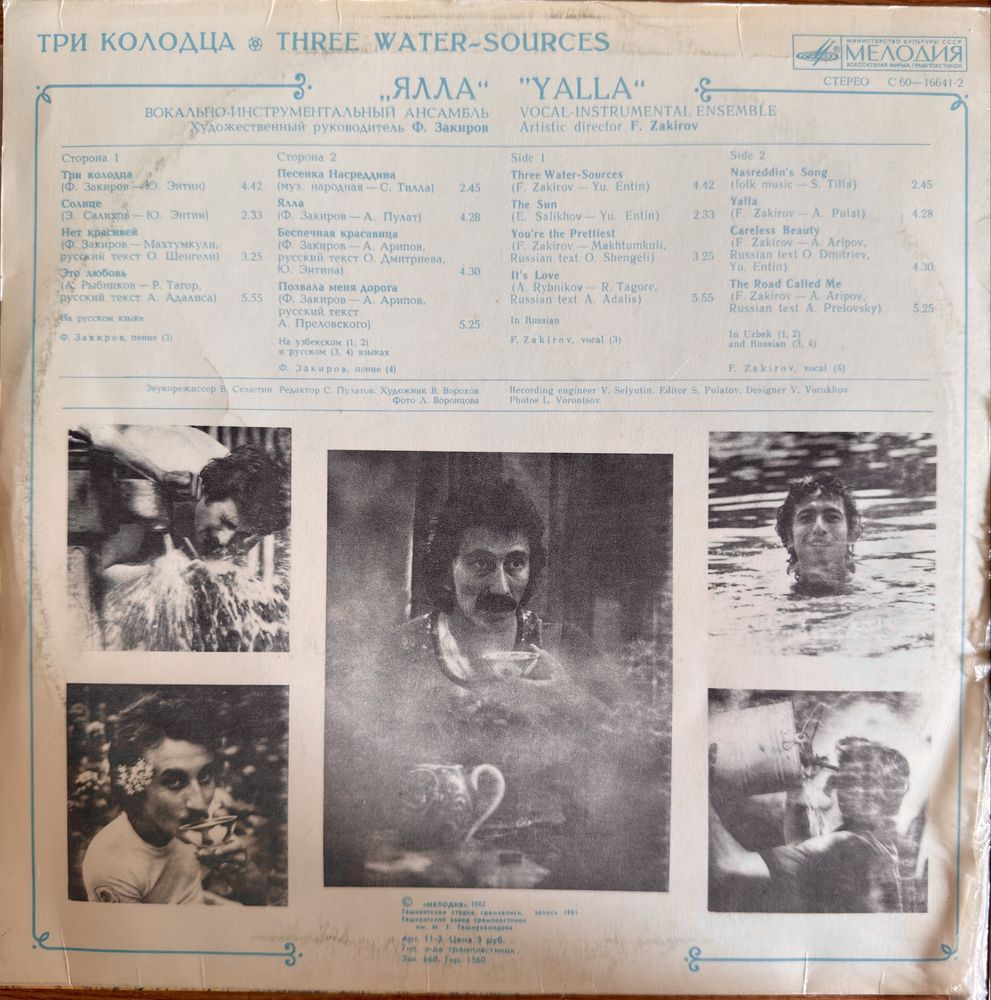 ТРИ КОЛОДЦА THREE WATER-SOURCES
МИНИСТЕРСТВО КУЛЬТУРЫ СССР
МЕЛОДИЯ
ВСЕСОЮЗНАЯ ФИРМА ГРАМПЛАСТИНОК
СТЕРЕО С 60—16641-2
„ЯЛЛА“ "YALLA"
ВОКАЛЬНО-ИНСТРУМЕНТАЛЬНЫЙ АНСАМБЛЬ VOCAL-INSTRUMENTAL ENSEMBLE
Художественный руководитель Ф. Закиров Artistic director F. Zakirov
Сторона 1
Три колодца
(Ф. Закиров—Ю. Энтин) 4.42
Солнце
(Э. Салихов—Ю. Энтин) 2.33
Нет красивей
(Ф. Закиров—Махтумкули,
русский текст О. Шенгели) 3.25
Это любовь
(А. Рыбников—Р. Тагор,
русский текст А. Адалиса) 5.55
На русском языке
Ф. Закиров, пение (3)
Сторона 2
Песенка Насреддина
(муз. народная—С. Тилла) 2.45
Ялла
(Ф. Закиров—А. Пулат) 4.28
Беспечная красавица
(Ф. Закиров—А. Арипов,
русский текст О. Дмитриева,
Ю. Энтина) 4.30
Позвала меня дорога
(Ф. Закиров—А. Арипов,
русский текст
А. Преловского) 5.25
На узбекском (1, 2)
и русском (3, 4) языках
Ф. Закиров, пение (4)
Side 1
Three Water-Sources
(F. Zakirov—Yu. Entin) 4.42
The Sun
(E. Salikhov—Yu. Entin) 2.33
You're the Prettiest
(F. Zakirov—Makhtumkuli,
Russian text O. Shengeli) 3.25
It's Love
(A. Rybnikov—R. Tagore,
Russian text A. Adalis) 5.55
In Russian
F. Zakirov, vocal (3)
Side 2
Nasreddin's Song
(folk music—S. Tilla) 2.45
Yalla
(F. Zakirov—A. Pulat) 4.28
Careless Beauty
(F. Zakirov—A. Aripov,
Russian text O. Dmitriev,
Yu. Entin) 4.30
The Road Called Me
(F. Zakirov—A. Aripov,
Russian text A. Prelovsky) 5.25
In Uzbek (1, 2)
and Russian (3, 4)
F. Zakirov, vocal (4)
Звукорежиссер В. Селютин. Редактор С. Пулатов. Художник В. Ворохов
Фото Л. Воронцова
Recording engineer V. Selyutin. Editor S. Pulatov. Designer V. Vorokhov
Photos L. Vorontsov
© «МЕЛОДИЯ», 1982
Ташкентская студия грамзаписи, запись 1981
Ташкентский завод грампластинок
им. М. Т. Ташмухамедова
Арт. 11-3. Цена 3 руб.
Тип. з-да грампластинок.
Зак. 660. Тир. 1560